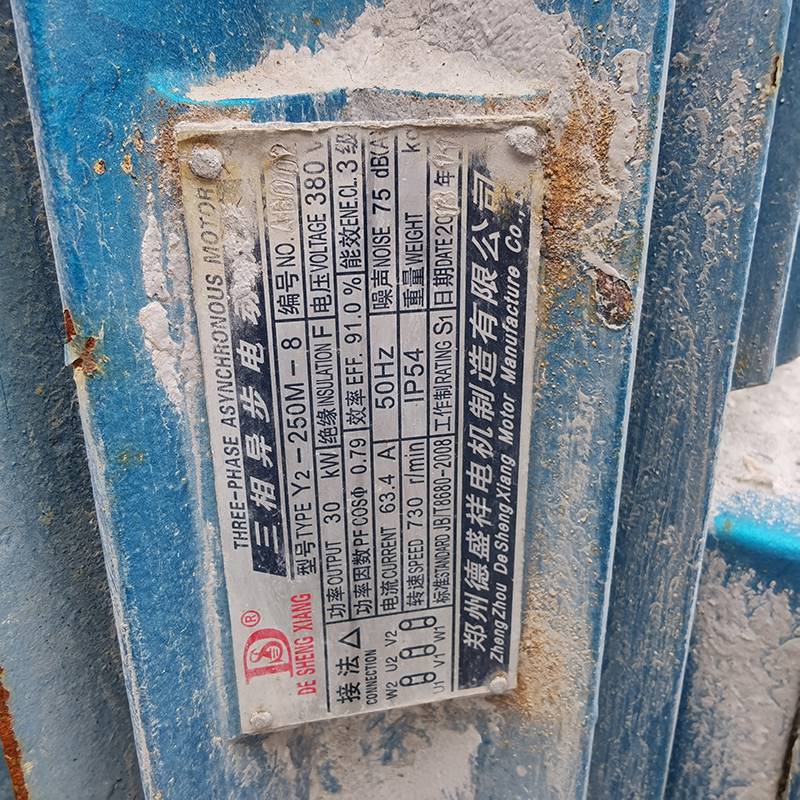 THREE-PHASE ASYNCHRONOUS MOTOR
三相异步电动
®
DE SHENG XIANG
型号TYPE Y2-250M-8 编号NO.
功率OUTPUT 30 kW 绝缘INSULATION F 电压VOLTAGE 380 V
功率因数PF COSΦ 0.79 效率EFF. 91.0 % 能效ENE.CL. 3 级
电流CURRENT 63.4 A 50HZ 噪声NOISE 75 dB(A)
转速SPEED 730 r/min IP54 重量WEIGHT
标准STANDARD JB/T8680-2008 工作制RATING S1 日期DATE 年
接法 △
CONNECTION
W2 U2 V2
U1 V1 W1
郑州德盛祥电机制造有限公司
ZhengZhou DeShengXiang Motor Manufacture Co.,